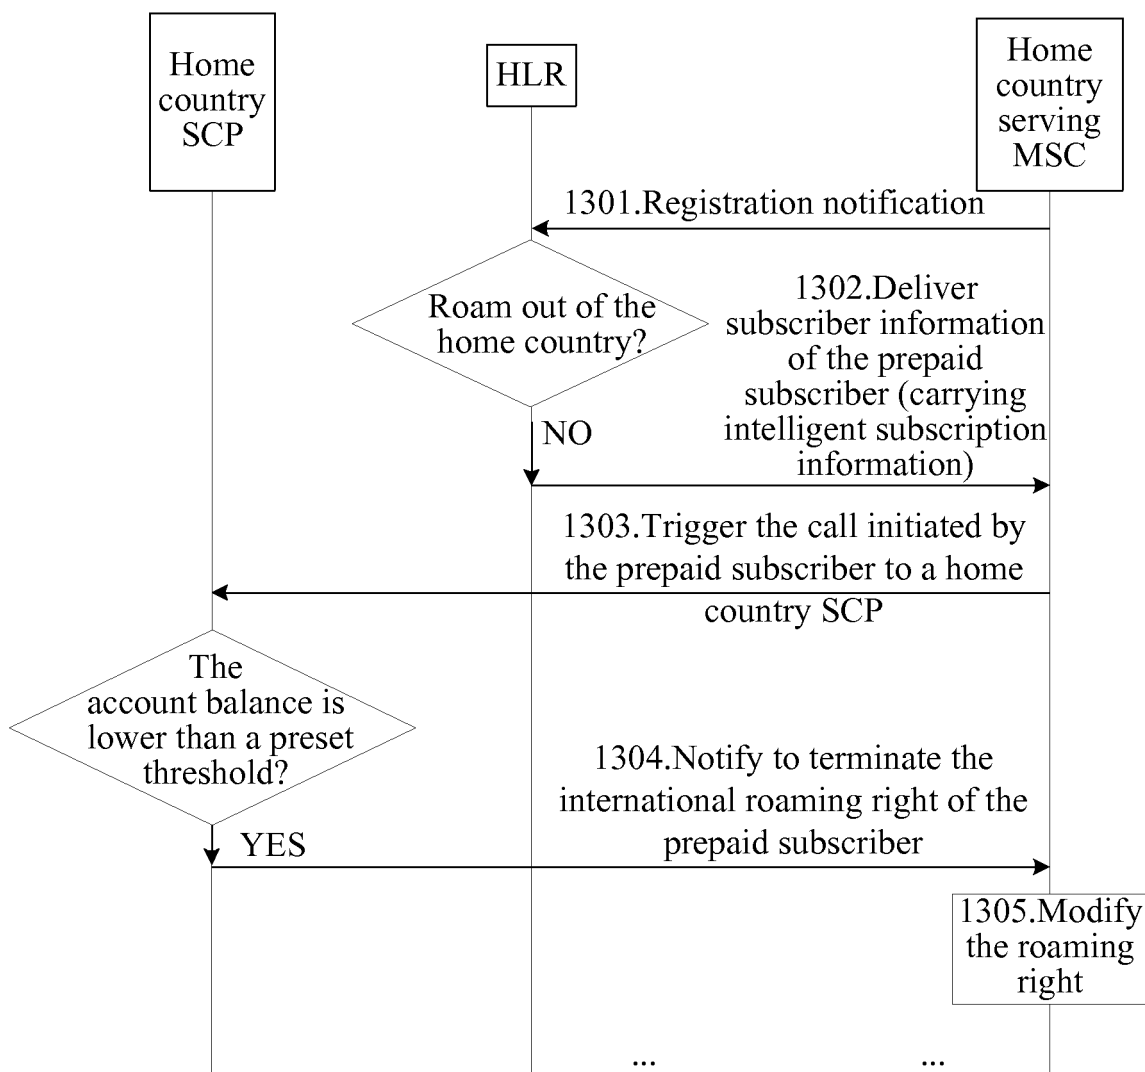 Home
country
SCP
HLR
Home
country
serving
MSC
1301.Registration notification
Roam out of the
home country?
1302.Deliver
subscriber information
of the prepaid
subscriber (carrying
intelligent subscription
information)
NO
1303.Trigger the call initiated by
the prepaid subscriber to a home
country SCP
The
account balance is
lower than a preset
threshold?
YES
1304.Notify to terminate the
international roaming right of the
prepaid subscriber
1305.Modify
the roaming
right
... ...